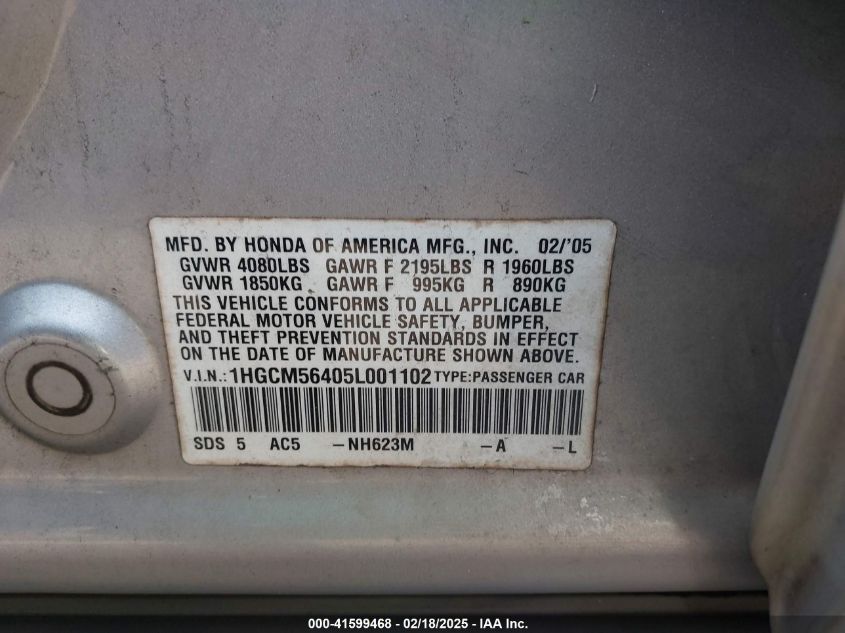 MFD. BY HONDA OF AMERICA MFG., INC. 02/'05
GVWR 4080LBS GAWR F 2195LBS R 1960LBS
GVWR 1850KG GAWR F 995KG R 890KG
THIS VEHICLE CONFORMS TO ALL APPLICABLE
FEDERAL MOTOR VEHICLE SAFETY, BUMPER,
AND THEFT PREVENTION STANDARDS IN EFFECT
ON THE DATE OF MANUFACTURE SHOWN ABOVE.
V.I.N.: 1HGCM56405L001102 TYPE:PASSENGER CAR
SDS 5 AC5 -NH623M -A -L
000-41599468 - 02/18/2025 - IAA Inc.